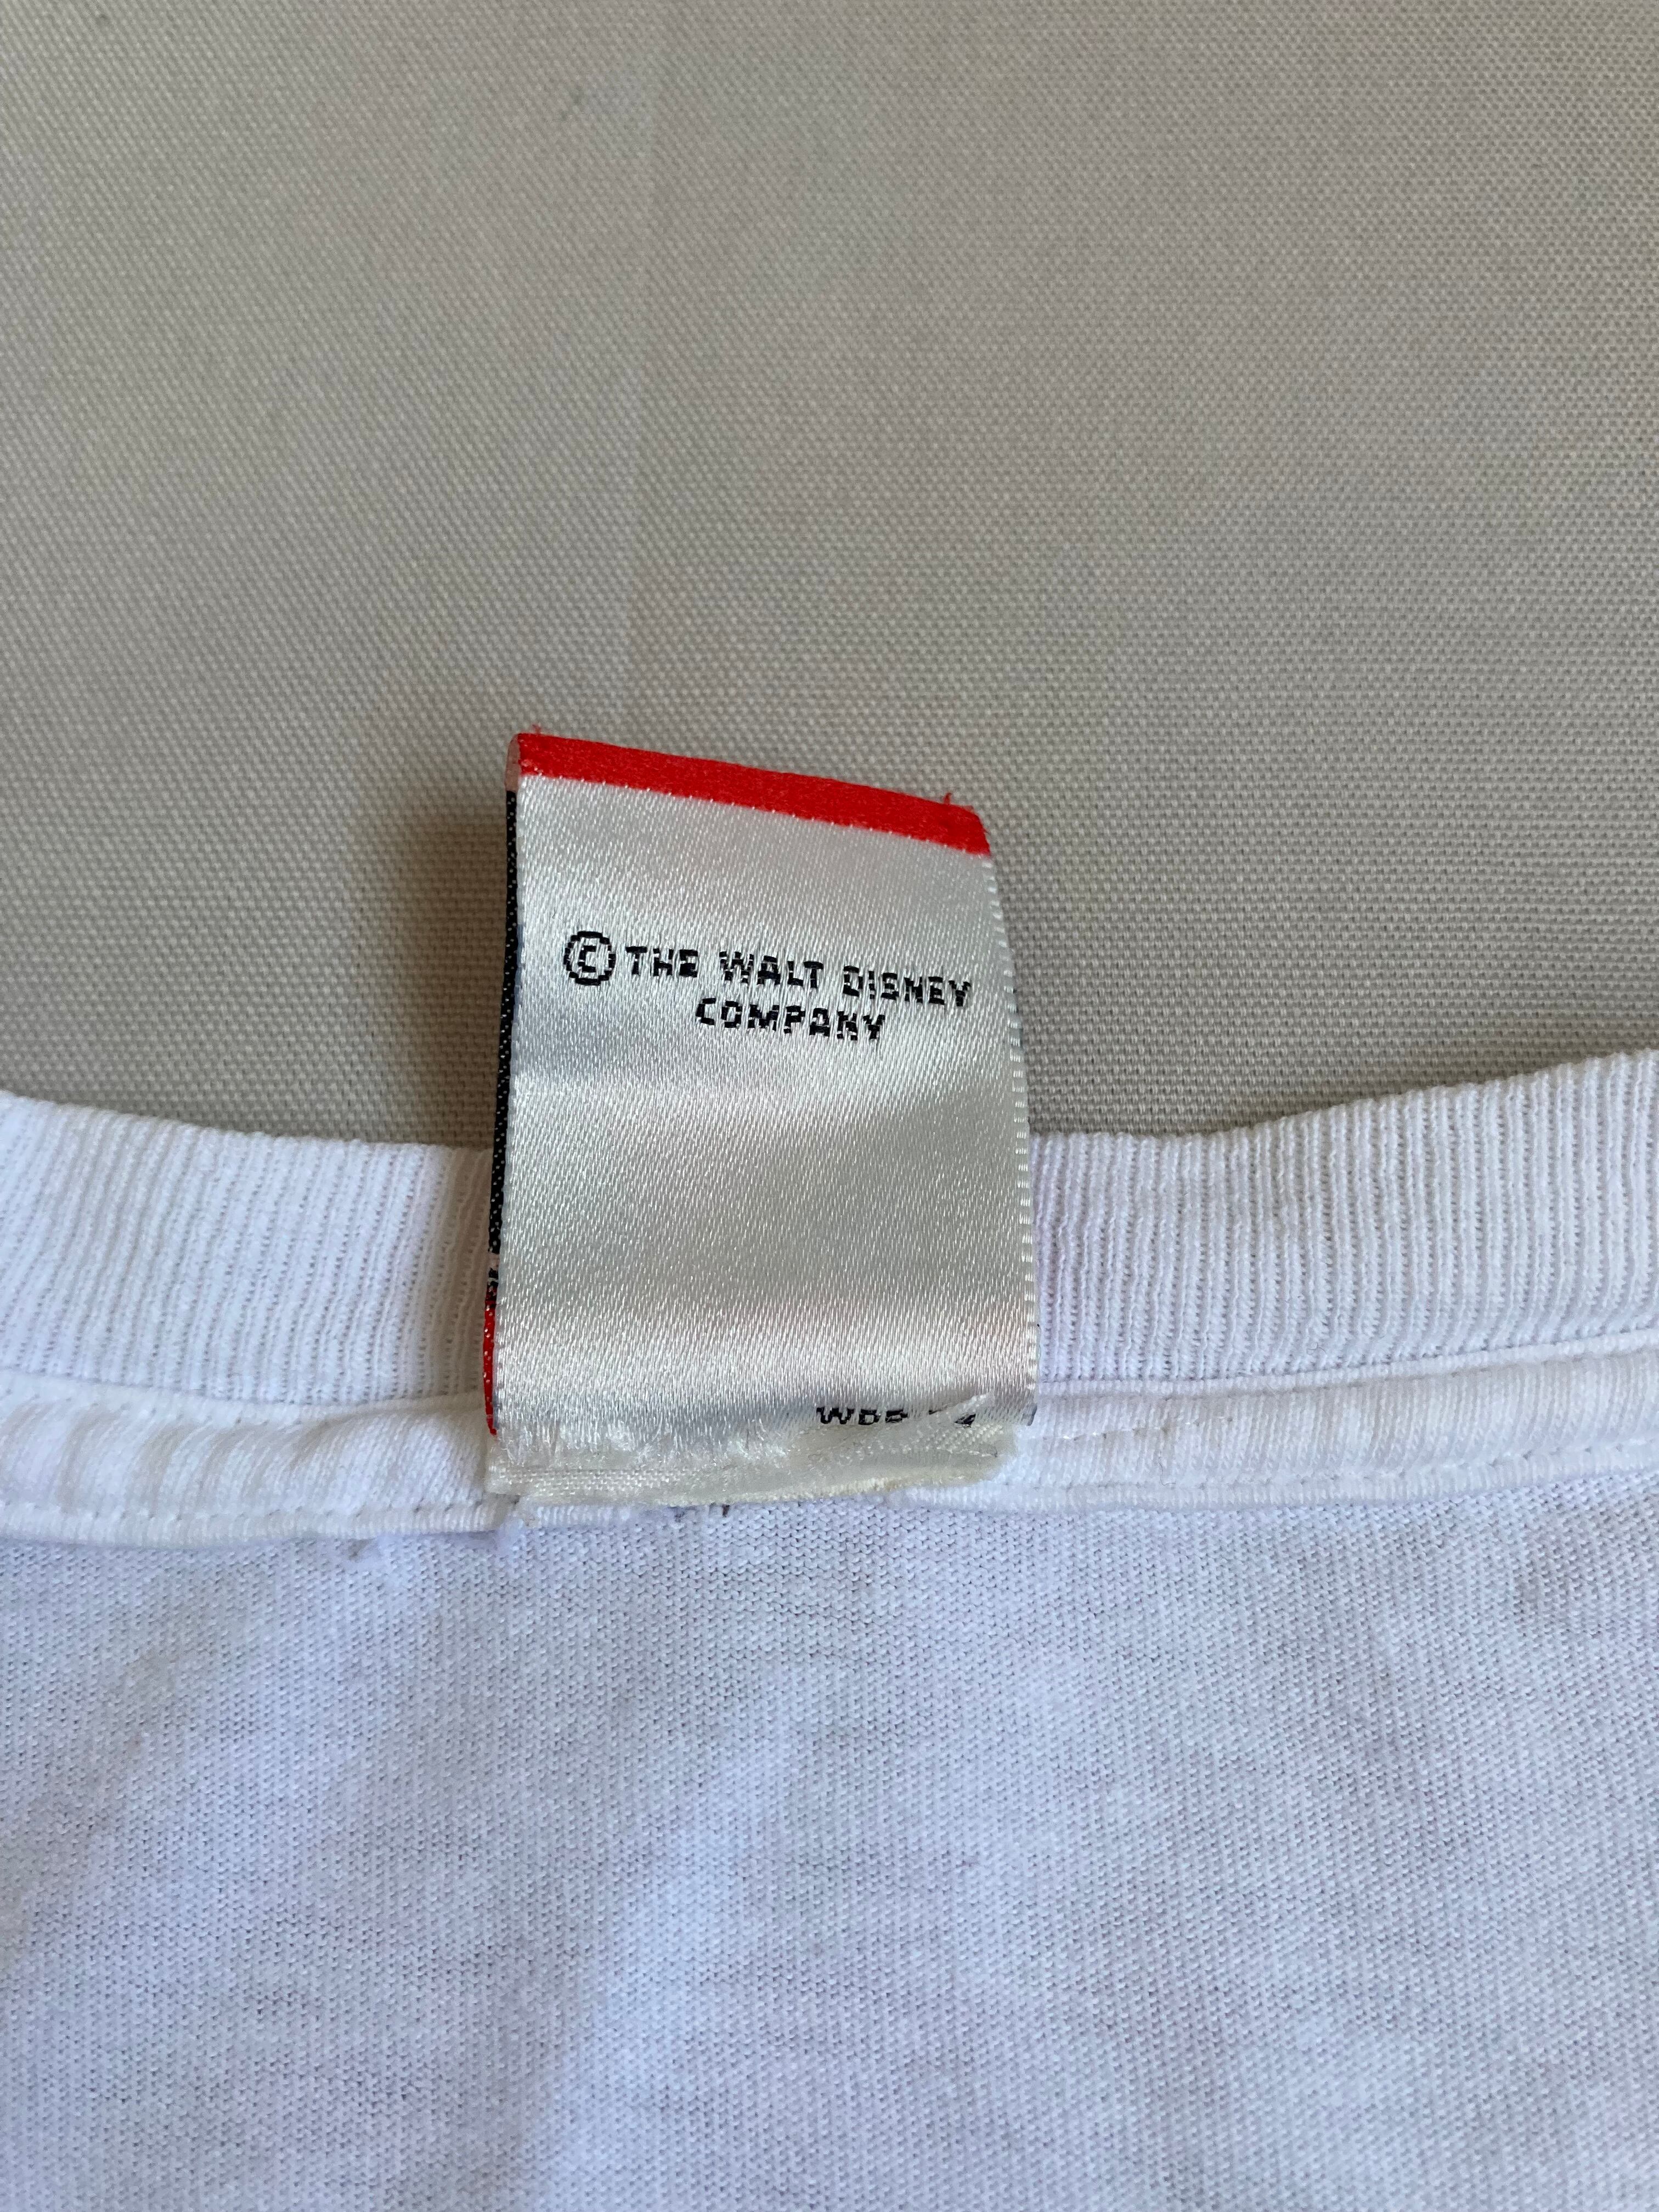 © THE WALT DISNEY
COMPANY